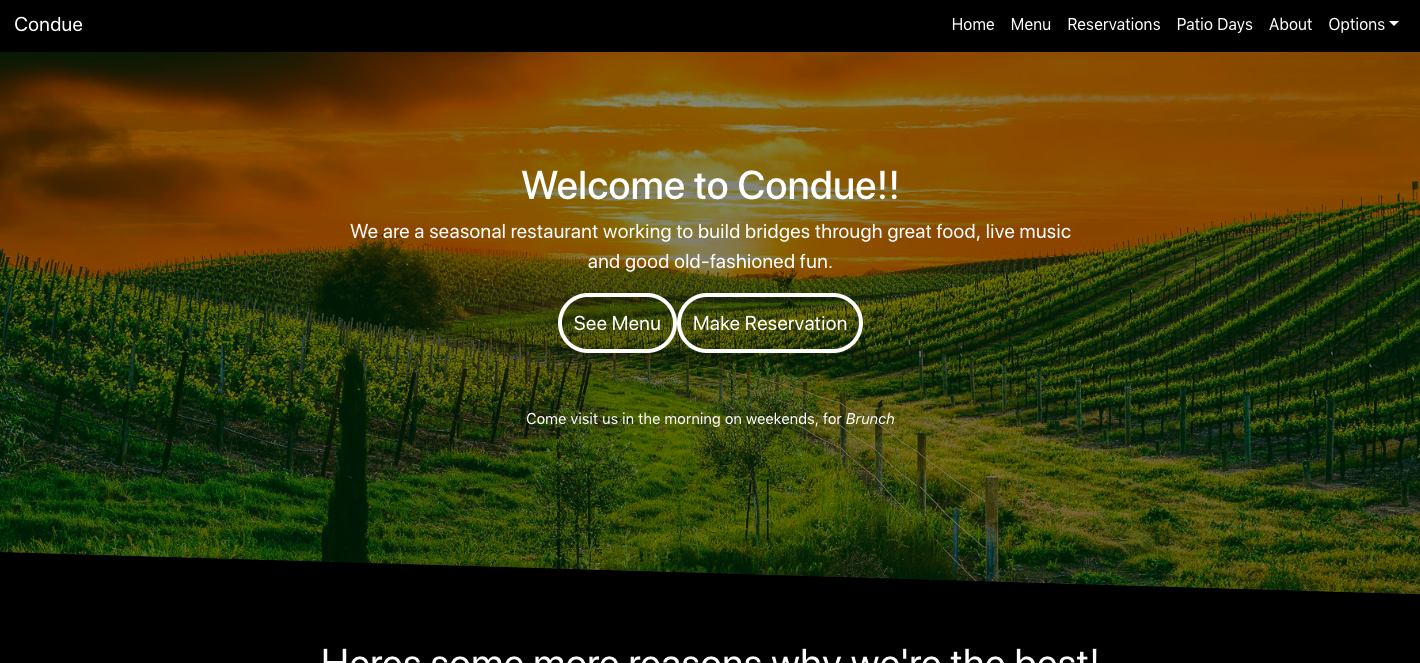 Condue
Home Menu Reservations Patio Days About Options
Welcome to Condue!!
We are a seasonal restaurant working to build bridges through great food, live music
and good old-fashioned fun.
See Menu Make Reservation
Come visit us in the morning on weekends, for Brunch
Heres some more reasons why we're the best!